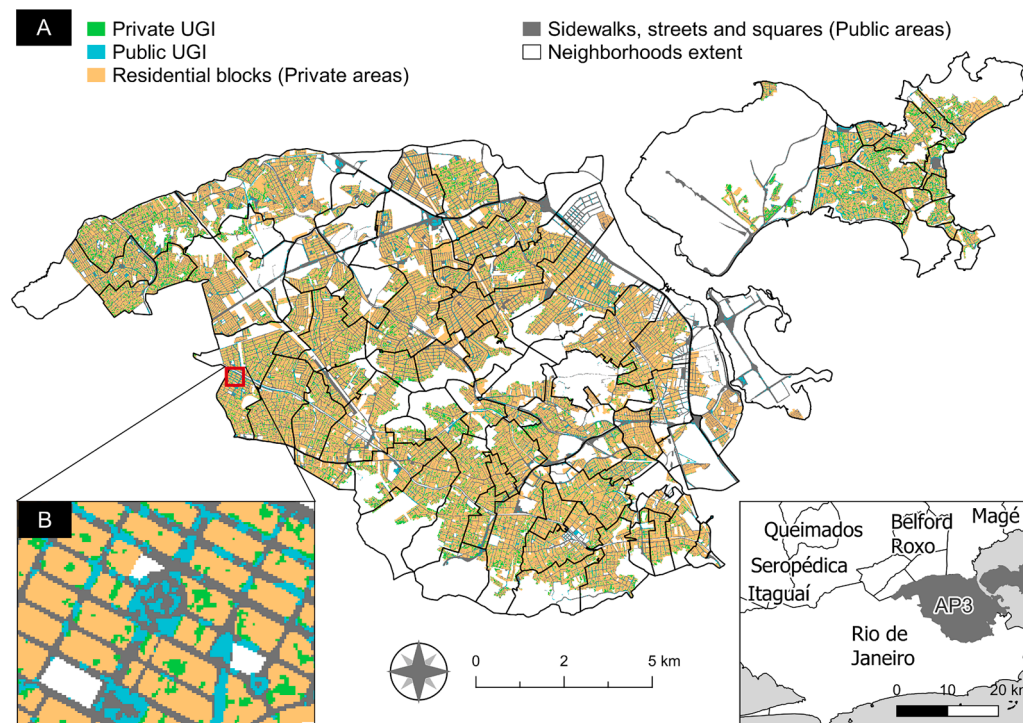 A
Private UGI
Public UGI
Residential blocks (Private areas)
Sidewalks, streets and squares (Public areas)
Neighborhoods extent
B
0 2 5 km
Queimados
Belford
Roxo
Magé
Seropédica
Itaguaí
AP3
Rio de
Janeiro
0 10 20 km